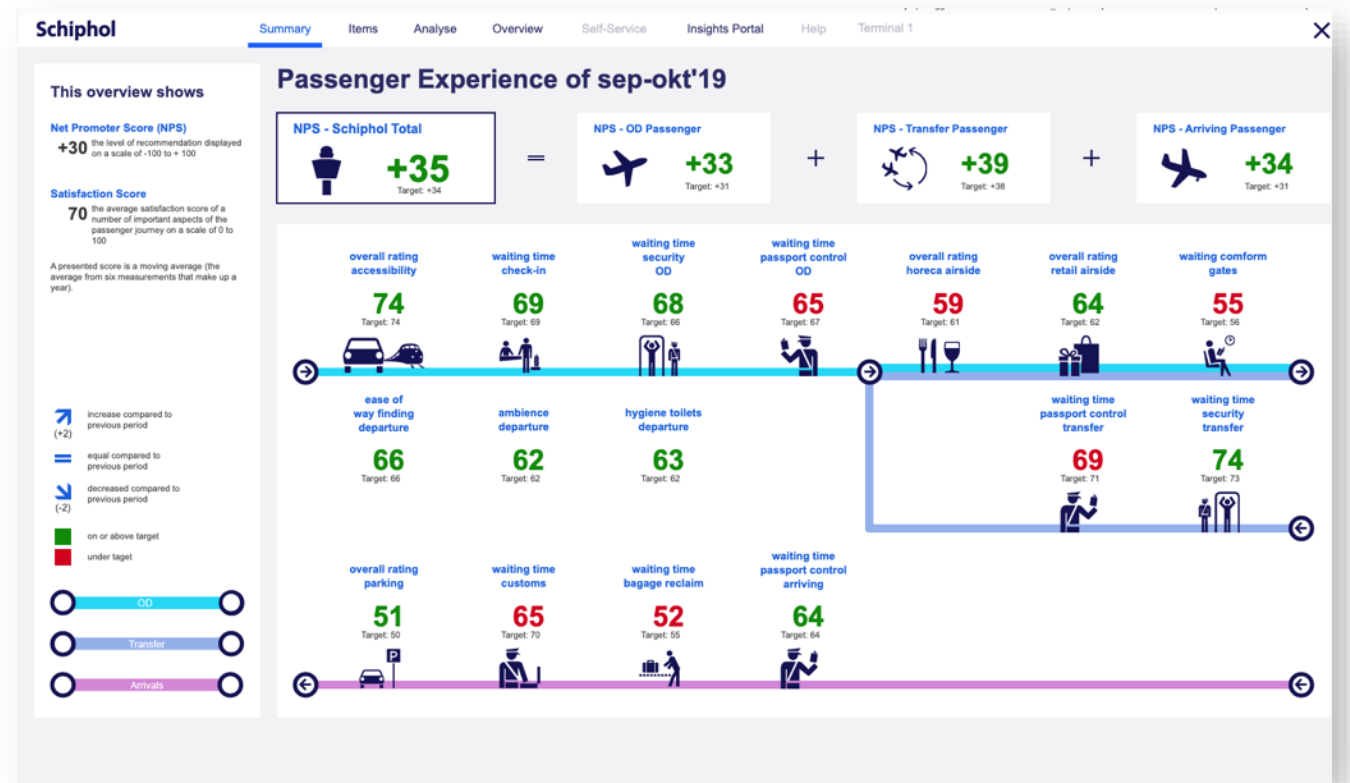 Schiphol
Summary Items Analyse Overview Self-Service Insights Portal Help Terminal 1
This overview shows
Net Promoter Score (NPS)
+30 the level of recommendation displayed
on a scale of -100 to + 100
Satisfaction Score
70 the average satisfaction score of a
number of important aspects of the
passenger journey on a scale of 0 to
100
A presented score is a moving average (the
average from six measurements that make up a
year).
increase compared to
previous period
(+2)
equal compared to
previous period
decreased compared to
previous period
(-2)
on or above target
under taget
OD
Transfer
Arrivals
Passenger Experience of sep-okt'19
NPS - Schiphol Total
+35
Target: +34
=
NPS - OD Passenger
+33
Target: +31
+
NPS - Transfer Passenger
+39
Target: +38
+
NPS - Arriving Passenger
+34
Target: +31
overall rating
accessibility
74
Target: 74
waiting time
check-in
69
Target: 69
waiting time
security
OD
68
Target: 66
waiting time
passport control
OD
65
Target: 67
overall rating
horeca airside
59
Target: 61
overall rating
retail airside
64
Target: 62
waiting comform
gates
55
Target: 56
ease of
way finding
departure
66
Target: 66
ambience
departure
62
Target: 62
hygiene toilets
departure
63
Target: 62
waiting time
passport control
transfer
69
Target: 71
waiting time
security
transfer
74
Target: 73
overall rating
parking
51
Target: 50
P
waiting time
customs
65
Target: 70
waiting time
bagage reclaim
52
Target: 55
waiting time
passport control
arriving
64
Target: 64